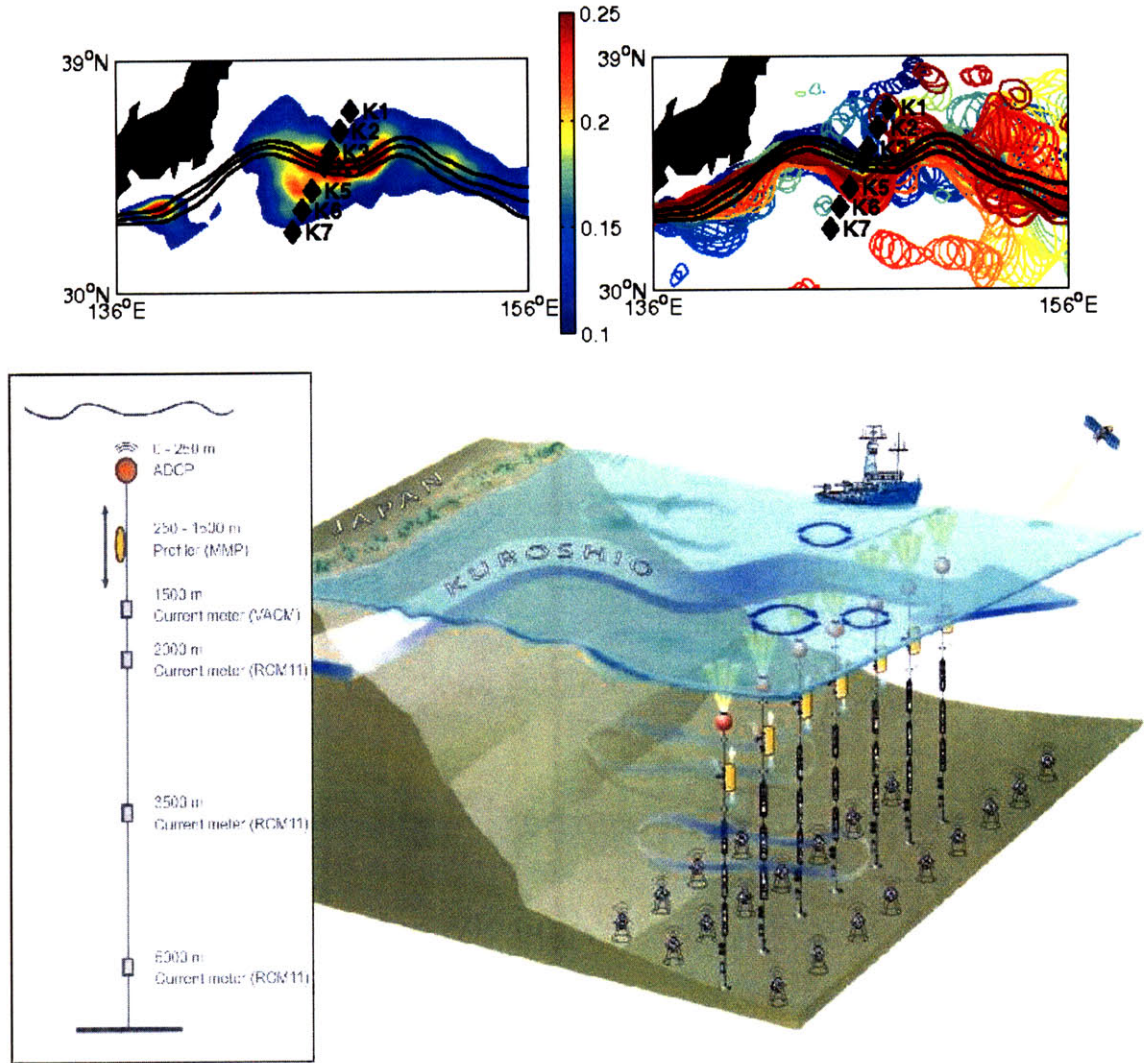 39°N
30°N
136°E
156°E
K1
K2
K3
K5
K6
K7
0.25
0.2
0.15
0.1
39°N
30°N
136°E
156°E
K1
K2
K5
K6
K7
0 - 250 m
ADCP
250 - 1500 m
Profiler (MMP)
1500 m
Current meter (VACM)
2000 m
Current meter (RCM11)
3500 m
Current meter (RCM11)
5000 m
Current meter (RCM11)
JAPAN
KUROSHIO